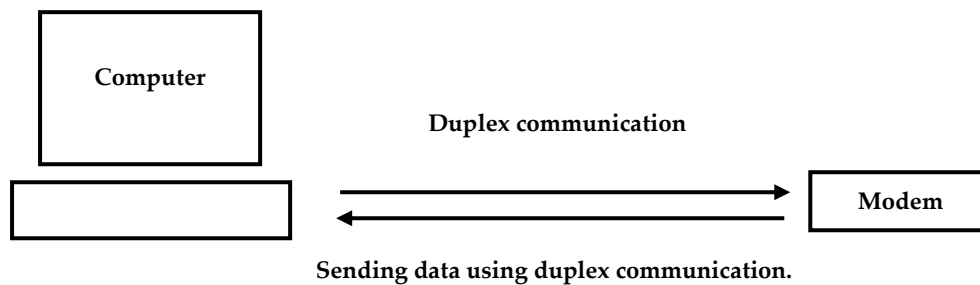 Computer
Duplex communication
Modem
Sending data using duplex communication.